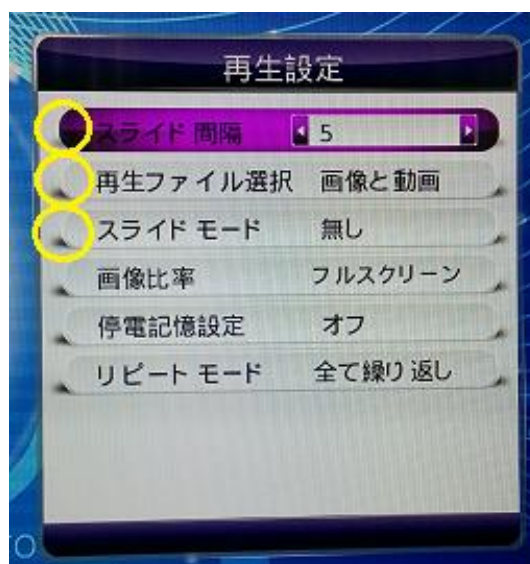 再生設定
スライド 間隔 5
再生ファイル選択 画像と動画
スライド モード 無し
画像比率 フルスクリーン
停電記憶設定 オフ
リピート モード 全て繰り返し
TO